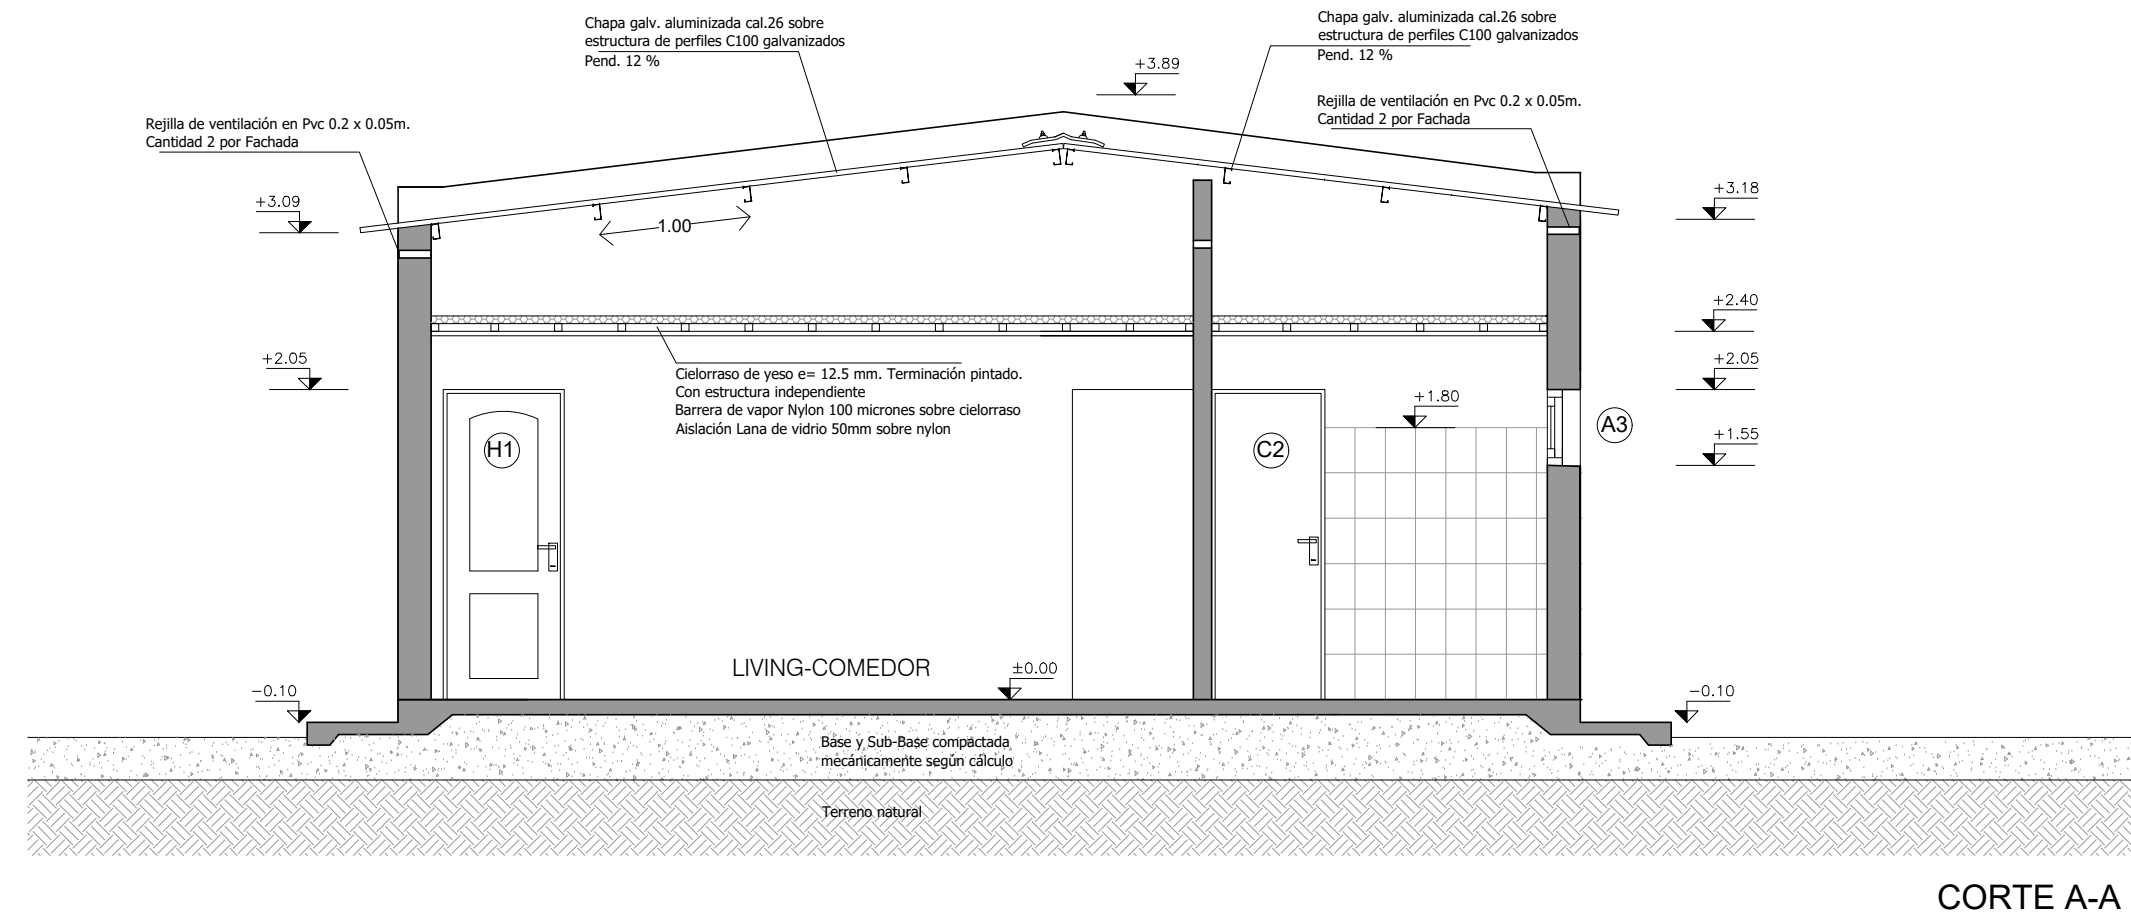 Chapa galv. aluminizada cal.26 sobre
estructura de perfiles C100 galvanizados
Pend. 12 %
Chapa galv. aluminizada cal.26 sobre
estructura de perfiles C100 galvanizados
Pend. 12 %
+3.89
Rejilla de ventilación en Pvc 0.2 x 0.05m.
Cantidad 2 por Fachada
Rejilla de ventilación en Pvc 0.2 x 0.05m.
Cantidad 2 por Fachada
+3.09
+3.18
1.00
+2.40
+2.05
+2.05
Cielorraso de yeso e= 12.5 mm. Terminación pintado.
Con estructura independiente
Barrera de vapor Nylon 100 micrones sobre cielorraso
Aislación Lana de vidrio 50mm sobre nylon
+1.80
H1
C2
A3
+1.55
LIVING-COMEDOR
±0.00
-0.10
-0.10
Base y Sub-Base compactada
mecánicamente según cálculo
Terreno natural
CORTE A-A